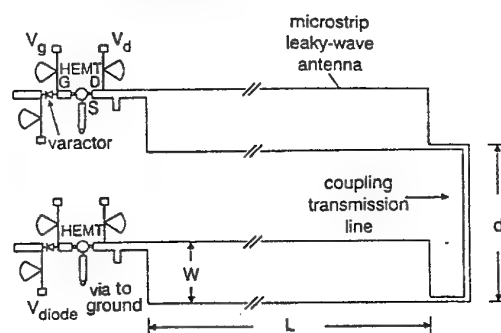 microstrip
leaky-wave
antenna
Vg Vd
HEMT
G D
S
varactor
coupling
transmission
line
d
HEMT
W
via to
ground
Vdiode
L